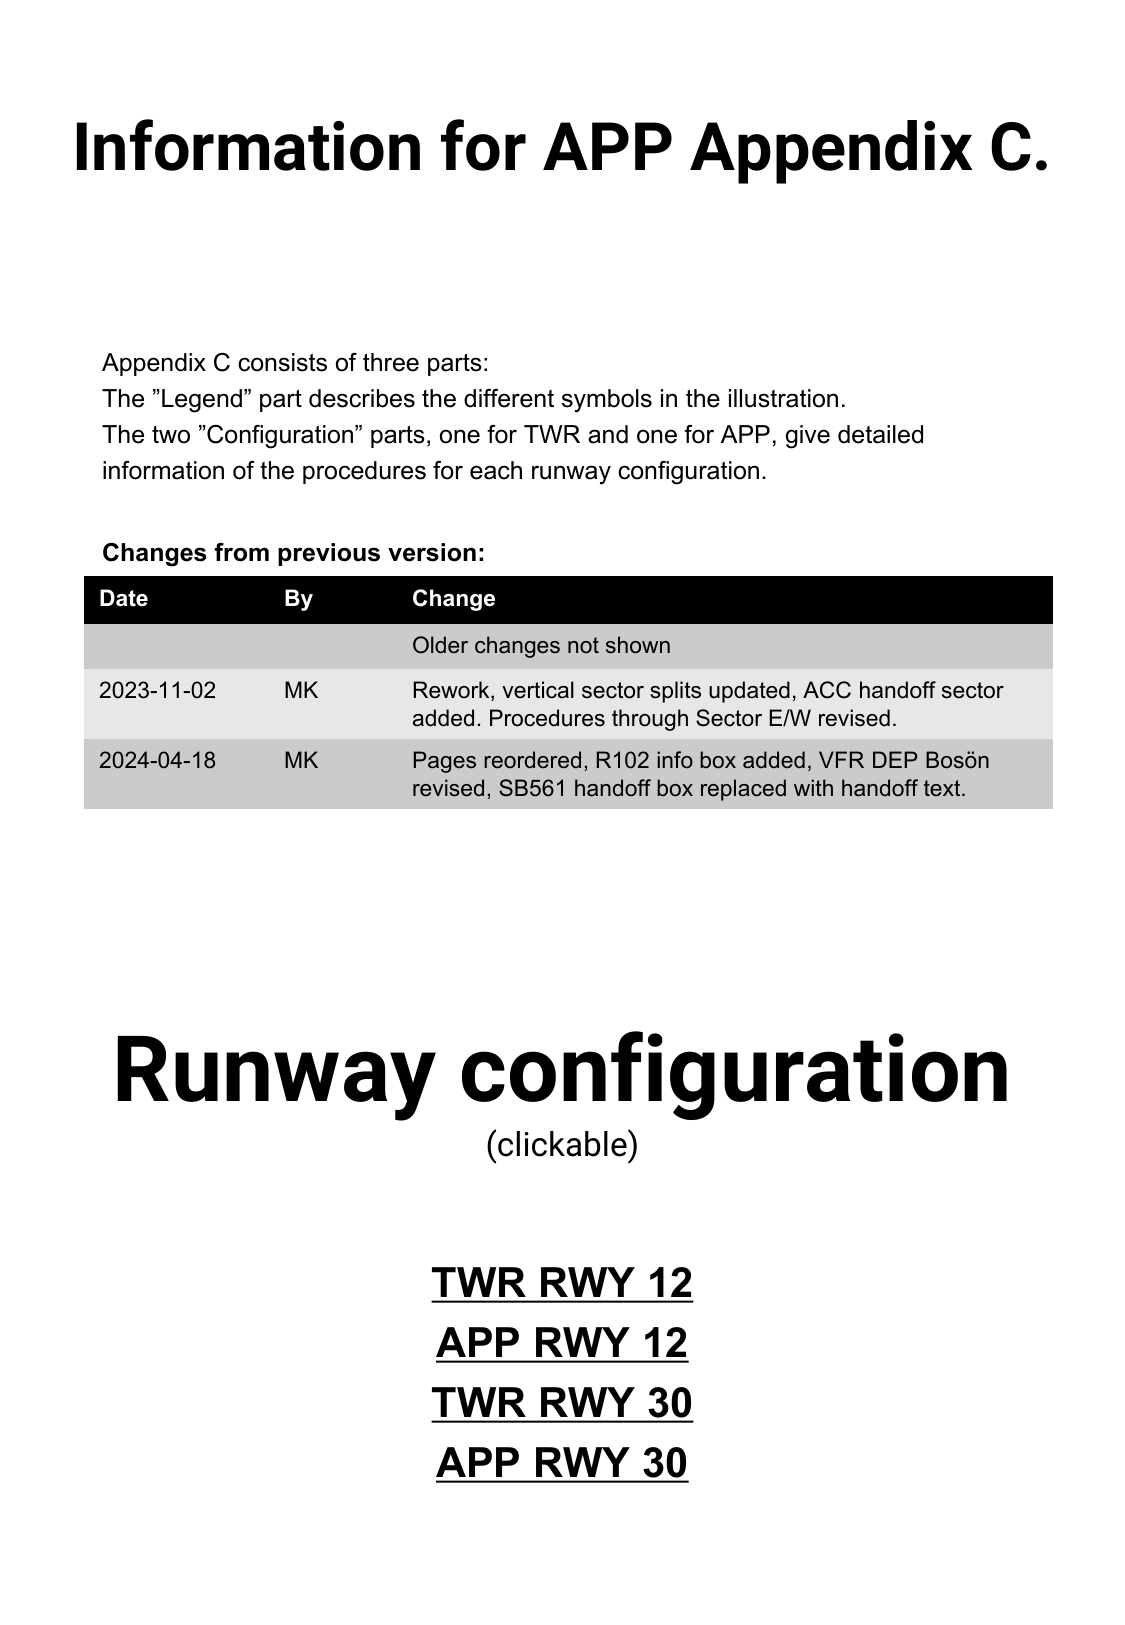 Information for APP Appendix C.
Appendix C consists of three parts:
The ”Legend” part describes the different symbols in the illustration.
The two ”Configuration” parts, one for TWR and one for APP, give detailed
information of the procedures for each runway configuration.
Changes from previous version:
Date By Change
Older changes not shown
2023-11-02 MK Rework, vertical sector splits updated, ACC handoff sector
added. Procedures through Sector E/W revised.
2024-04-18 MK Pages reordered, R102 info box added, VFR DEP Bosön
revised, SB561 handoff box replaced with handoff text.
Runway configuration
(clickable)
TWR RWY 12
APP RWY 12
TWR RWY 30
APP RWY 30